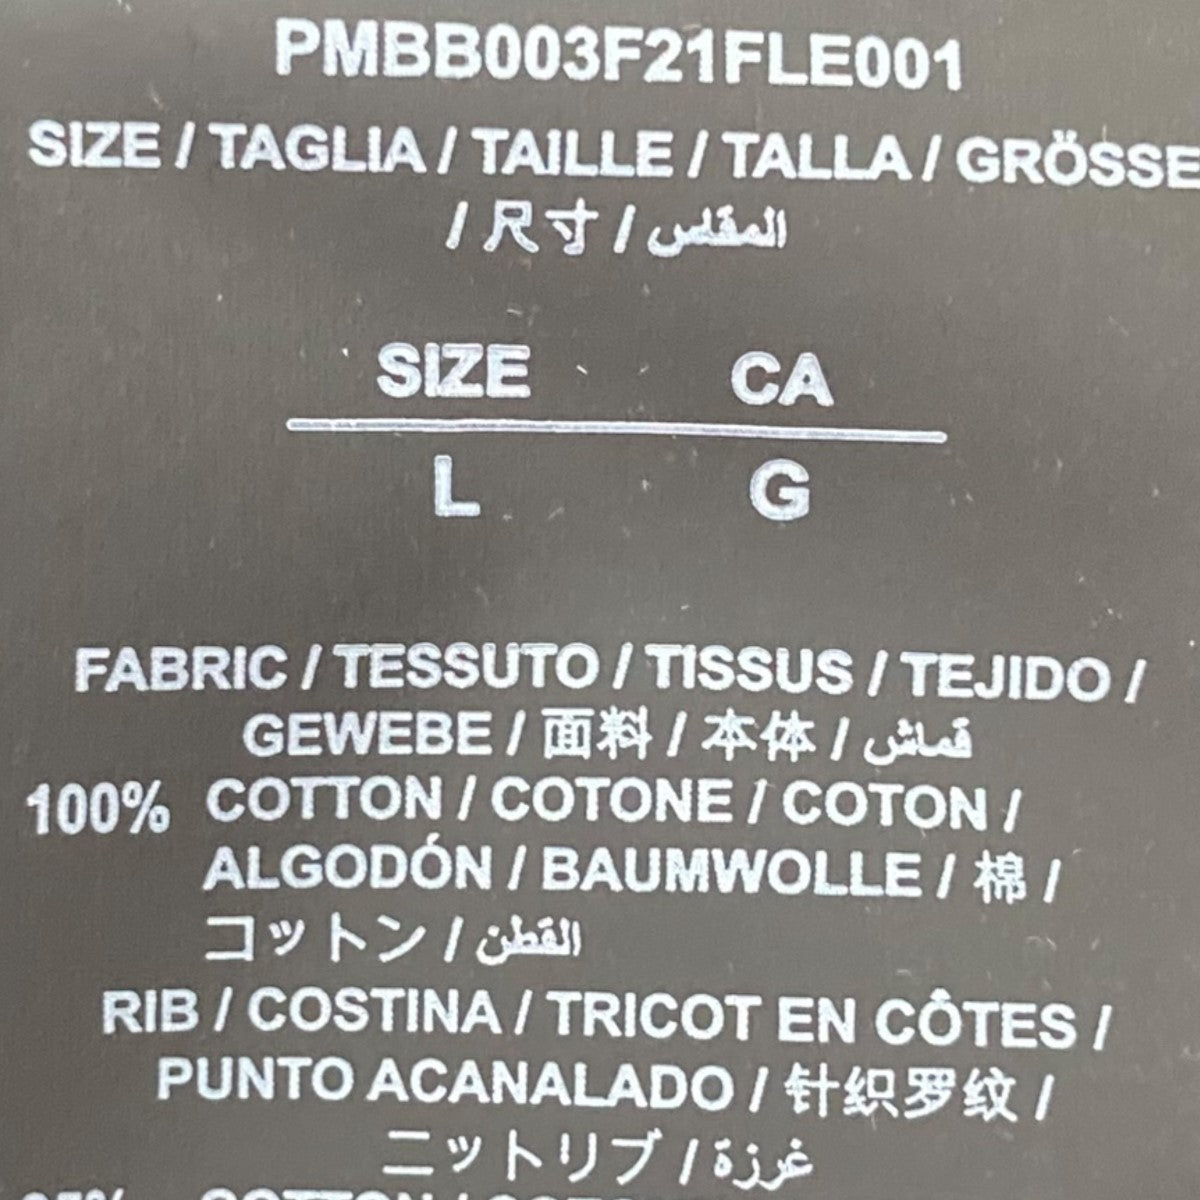 PMBB003F21FLE001
SIZE / TAGLIA / TAILLE / TALLA / GRÖSSE
/ 尺寸 / المقاس
SIZE CA
L G
FABRIC / TESSUTO / TISSUS / TEJIDO /
GEWEBE / 面料 / 本体 / قماش
100% COTTON / COTONE / COTON /
ALGODÓN / BAUMWOLLE / 棉 /
コットン / القطن
RIB / COSTINA / TRICOT EN CÔTES /
PUNTO ACANALADO / 针织罗纹 /
ニットリブ / غرزة